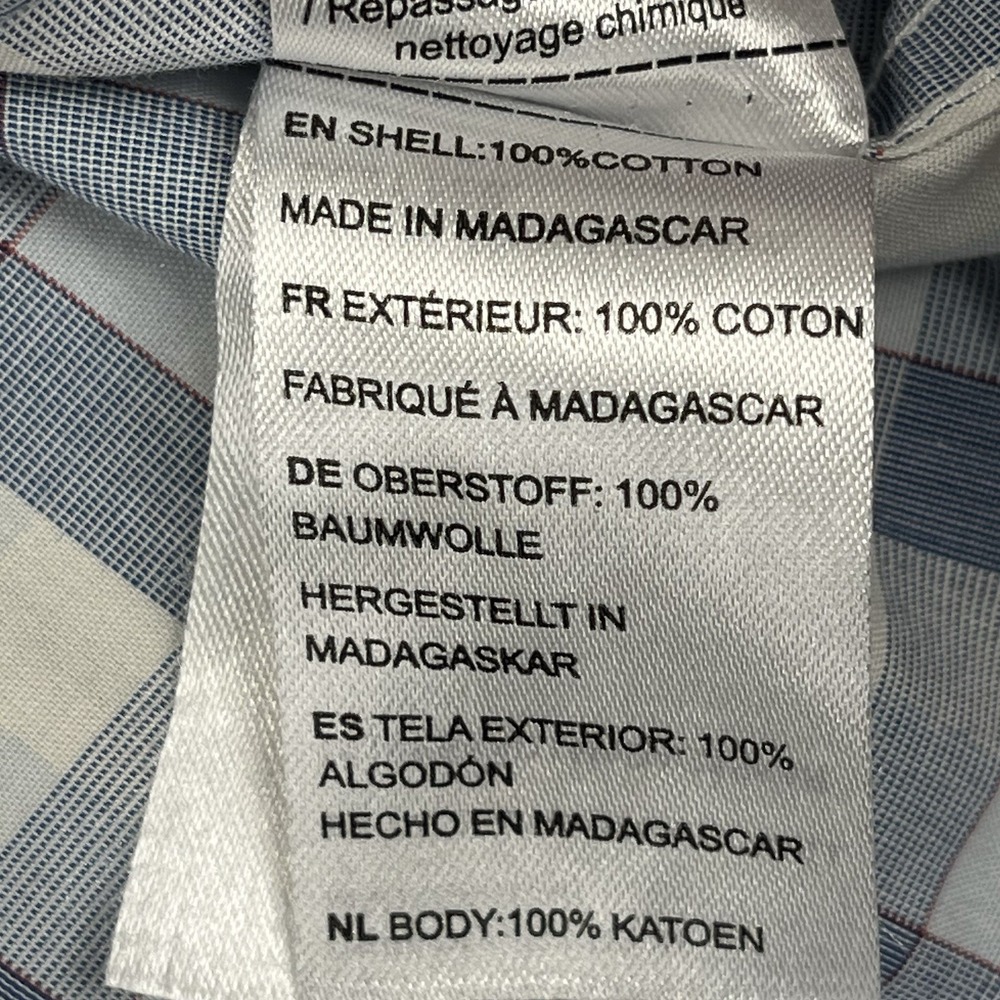 / Repassag
nettoyage chimique
EN SHELL:100%COTTON
MADE IN MADAGASCAR
FR EXTÉRIEUR: 100% COTON
FABRIQUÉ À MADAGASCAR
DE OBERSTOFF: 100%
BAUMWOLLE
HERGESTELLT IN
MADAGASKAR
ES TELA EXTERIOR: 100%
ALGODÓN
HECHO EN MADAGASCAR
NL BODY:100% KATOEN